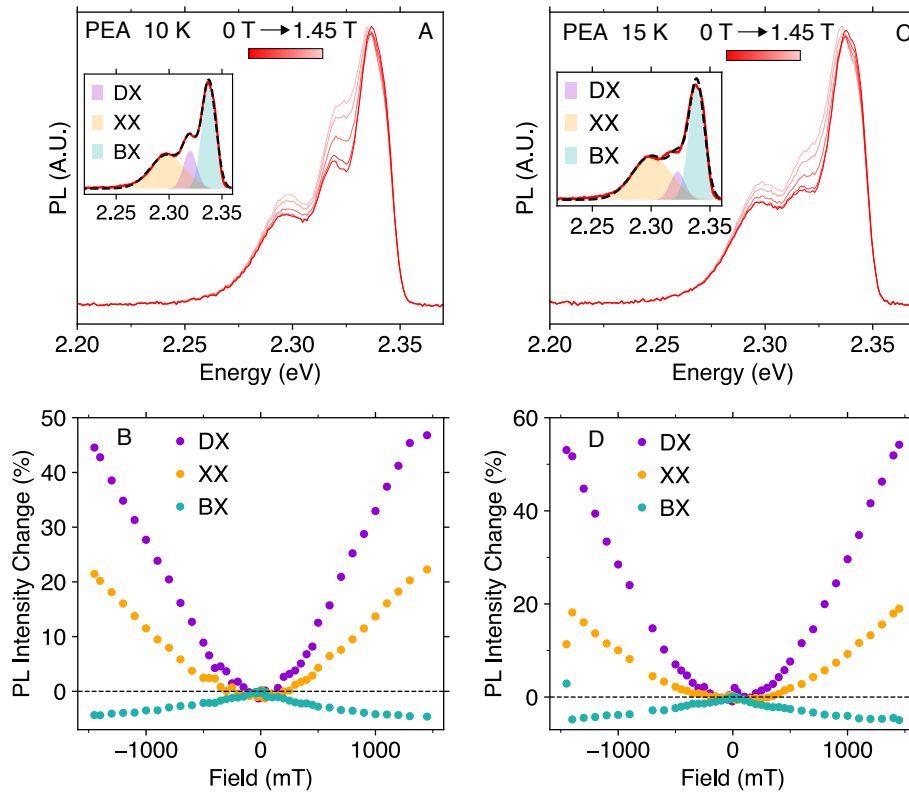 PEA 10 K 0 T → 1.45 T A
DX
XX
BX
2.25 2.30 2.35
PL (A.U.)
2.20 2.25 2.30 2.35
Energy (eV)
PEA 15 K 0 T → 1.45 T C
DX
XX
BX
2.25 2.30 2.35
PL (A.U.)
2.20 2.25 2.30 2.35
Energy (eV)
B
DX
XX
BX
50
40
30
20
10
0
PL Intensity Change (%)
−1000 0 1000
Field (mT)
D
DX
XX
BX
60
40
20
0
PL Intensity Change (%)
−1000 0 1000
Field (mT)